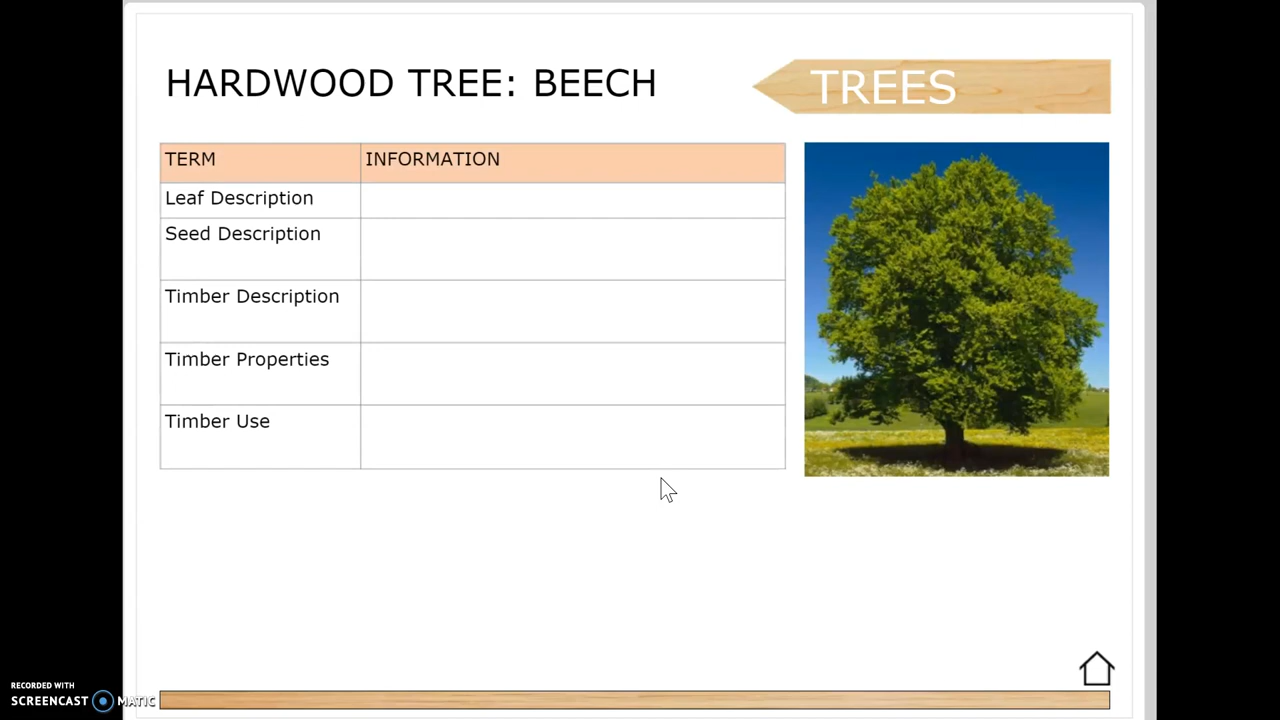 HARDWOOD TREE: BEECH
TREES
TERM INFORMATION
Leaf Description
Seed Description
Timber Description
Timber Properties
Timber Use
RECORDED WITH
SCREENCAST MATIC